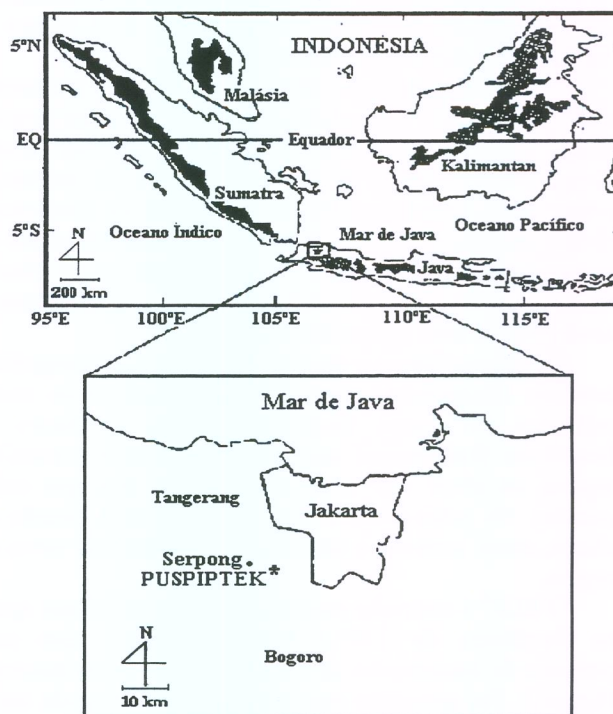 INDONESIA
5°N
Malásia
EQ
Equador
Kalimantan
Sumatra
5°S
Oceano Índico
Mar de Java
Oceano Pacífico
N
Java
200 km
95°E
100°E
105°E
110°E
115°E
Mar de Java
Tangerang
Jakarta
Serpong
PUSPIPTEK*
N
Bogoro
10 km